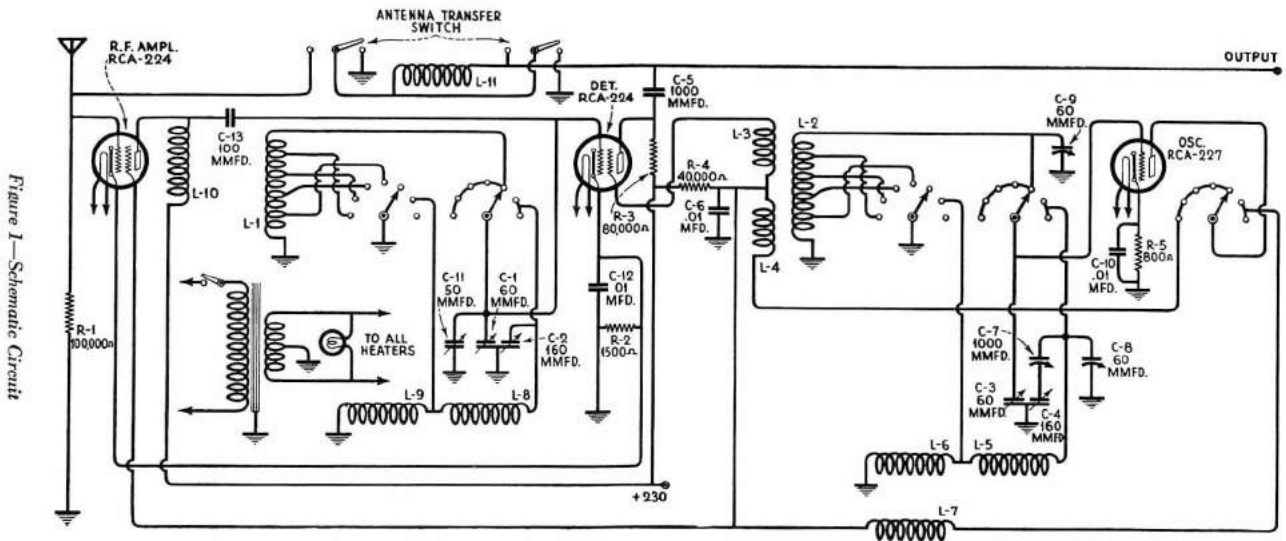 ANTENNA TRANSFER
SWITCH
R.F. AMPL.
RCA-224
L-11
OUTPUT
DET.
RCA-224
C-5
1000
MMFD.
C-9
60
MMFD.
C-13
100
MMFD.
L-3
L-2
OSC.
RCA-227
R-4
40,000Ω
L-10
L-1
R-3
80,000Ω
C-6
.01
MFD.
L-4
C-10
.01
MFD.
R-5
800Ω
Figure 1—Schematic Circuit
R-1
100,000Ω
TO ALL
HEATERS
C-11
50
MMFD.
C-1
60
MMFD.
C-2
160
MMFD.
C-12
.01
MFD.
R-2
1500Ω
C-7
1000
MMFD.
C-8
60
MMFD.
C-3
60
MMFD.
C-4
160
MMFD
L-9
L-8
L-6
L-5
+230
L-7